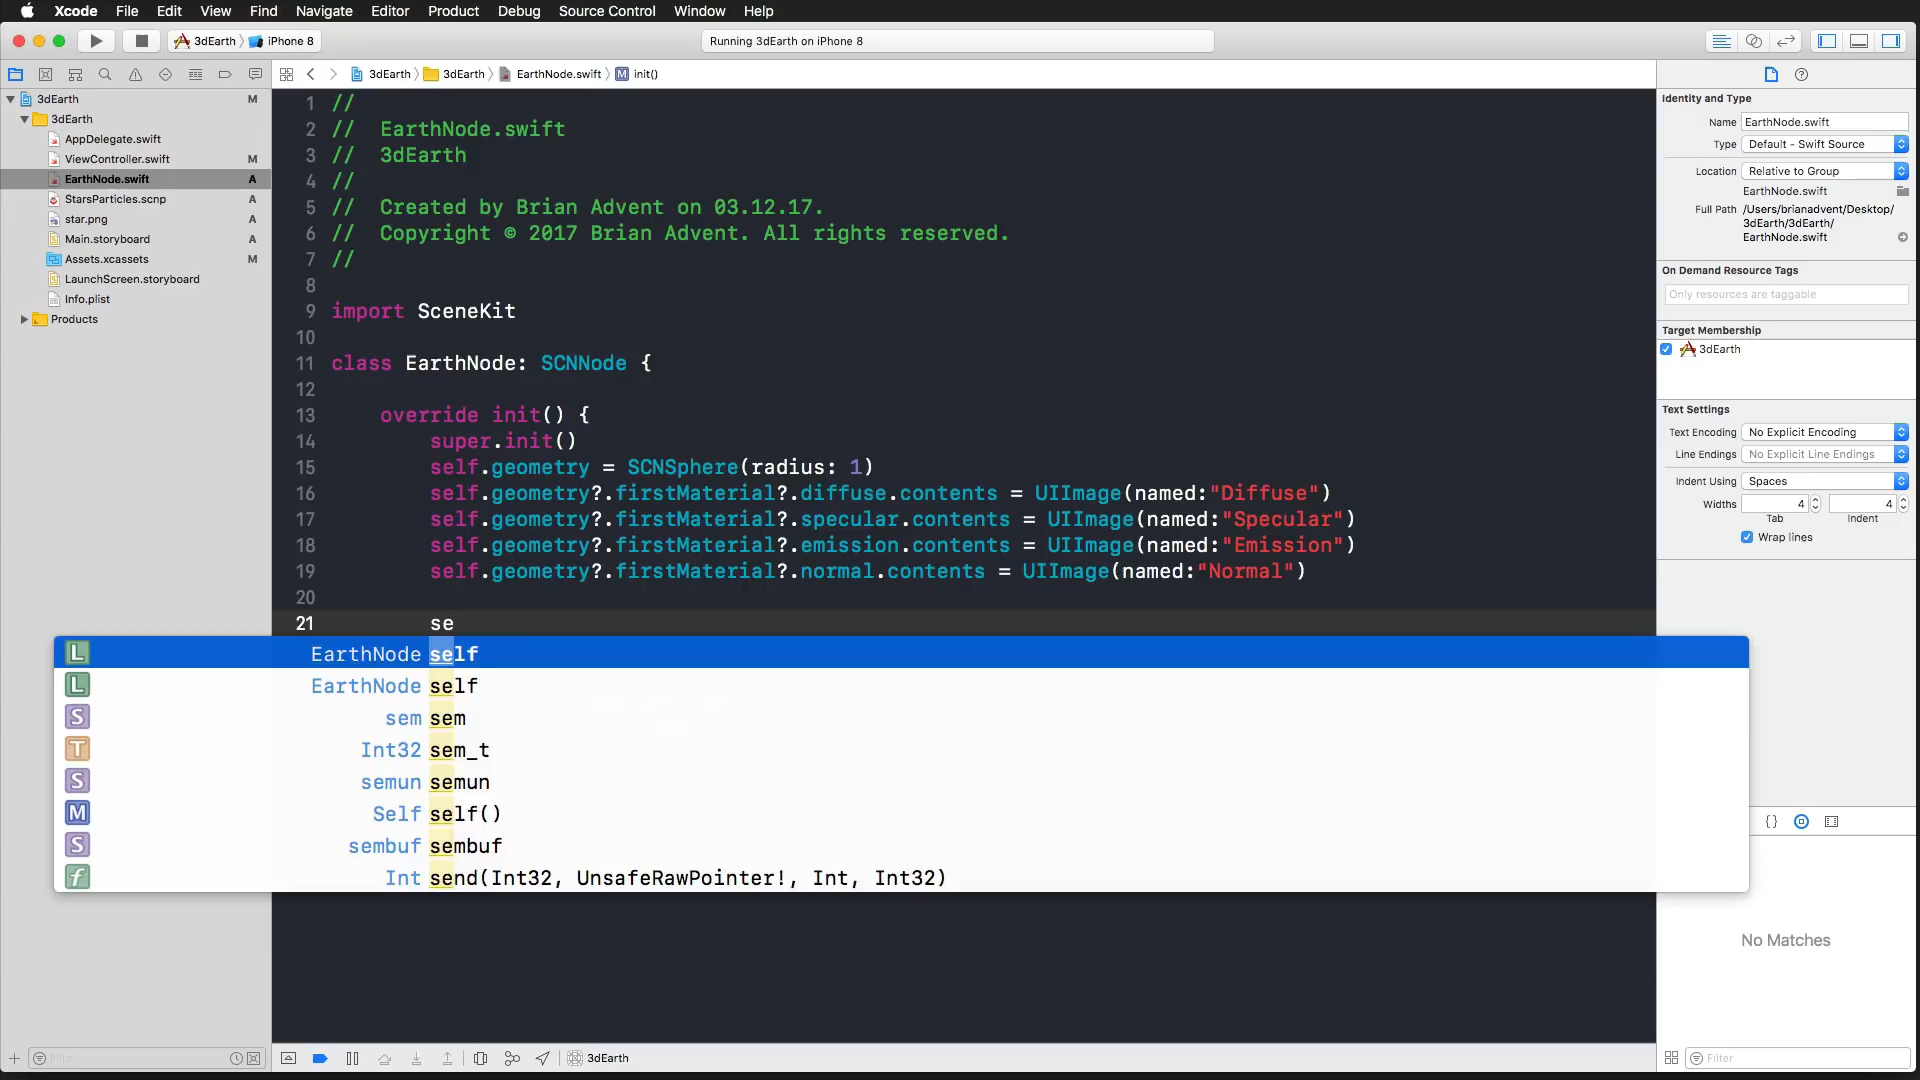 Xcode File Edit View Find Navigate Editor Product Debug Source Control Window Help
3dEarth iPhone 8
Running 3dEarth on iPhone 8
3dEarth 3dEarth EarthNode.swift M init()
3dEarth M
3dEarth
AppDelegate.swift
ViewController.swift M
EarthNode.swift A
StarsParticles.scnp A
star.png A
Main.storyboard A
Assets.xcassets M
LaunchScreen.storyboard
Info.plist
Products
1 //
2 // EarthNode.swift
3 // 3dEarth
4 //
5 // Created by Brian Advent on 03.12.17.
6 // Copyright © 2017 Brian Advent. All rights reserved.
7 //
8
9 import SceneKit
10
11 class EarthNode: SCNNode {
12
13 override init() {
14 super.init()
15 self.geometry = SCNSphere(radius: 1)
16 self.geometry?.firstMaterial?.diffuse.contents = UIImage(named:"Diffuse")
17 self.geometry?.firstMaterial?.specular.contents = UIImage(named:"Specular")
18 self.geometry?.firstMaterial?.emission.contents = UIImage(named:"Emission")
19 self.geometry?.firstMaterial?.normal.contents = UIImage(named:"Normal")
20
21 se
L EarthNode self
L EarthNode self
S sem sem
T Int32 sem_t
S semun semun
M Self self()
S sembuf sembuf
f Int send(Int32, UnsafeRawPointer!, Int, Int32)
Identity and Type
Name EarthNode.swift
Type Default - Swift Source
Location Relative to Group
EarthNode.swift
Full Path /Users/brianadvent/Desktop/
3dEarth/3dEarth/
EarthNode.swift
On Demand Resource Tags
Only resources are taggable
Target Membership
3dEarth
Text Settings
Text Encoding No Explicit Encoding
Line Endings No Explicit Line Endings
Indent Using Spaces
Widths 4 4
Tab Indent
Wrap lines
{}
No Matches
Filter
3dEarth
Filter